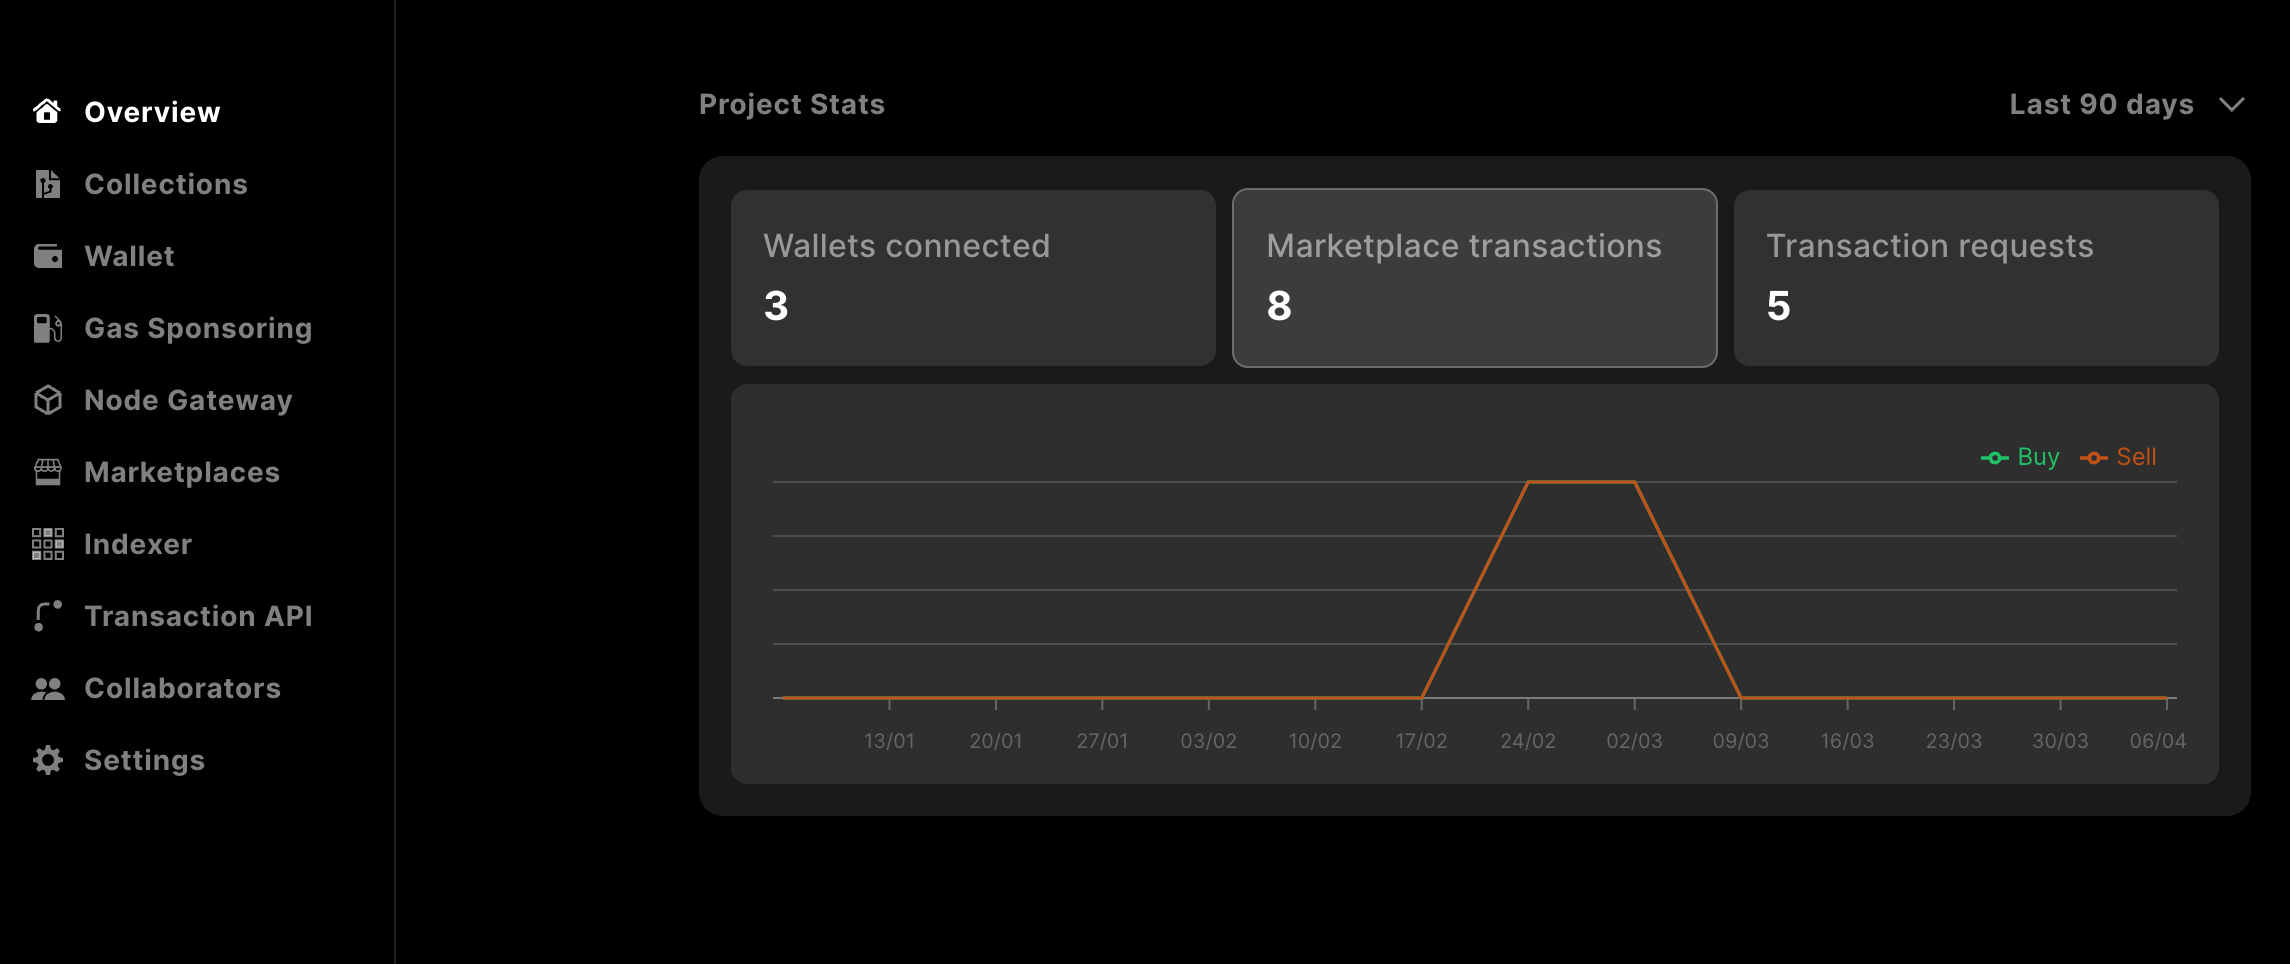 Overview
Collections
Wallet
Gas Sponsoring
Node Gateway
Marketplaces
Indexer
Transaction API
Collaborators
Settings
Project Stats
Last 90 days
Wallets connected
3
Marketplace transactions
8
Transaction requests
5
Buy Sell
13/01 20/01 27/01 03/02 10/02 17/02 24/02 02/03 09/03 16/03 23/03 30/03 06/04